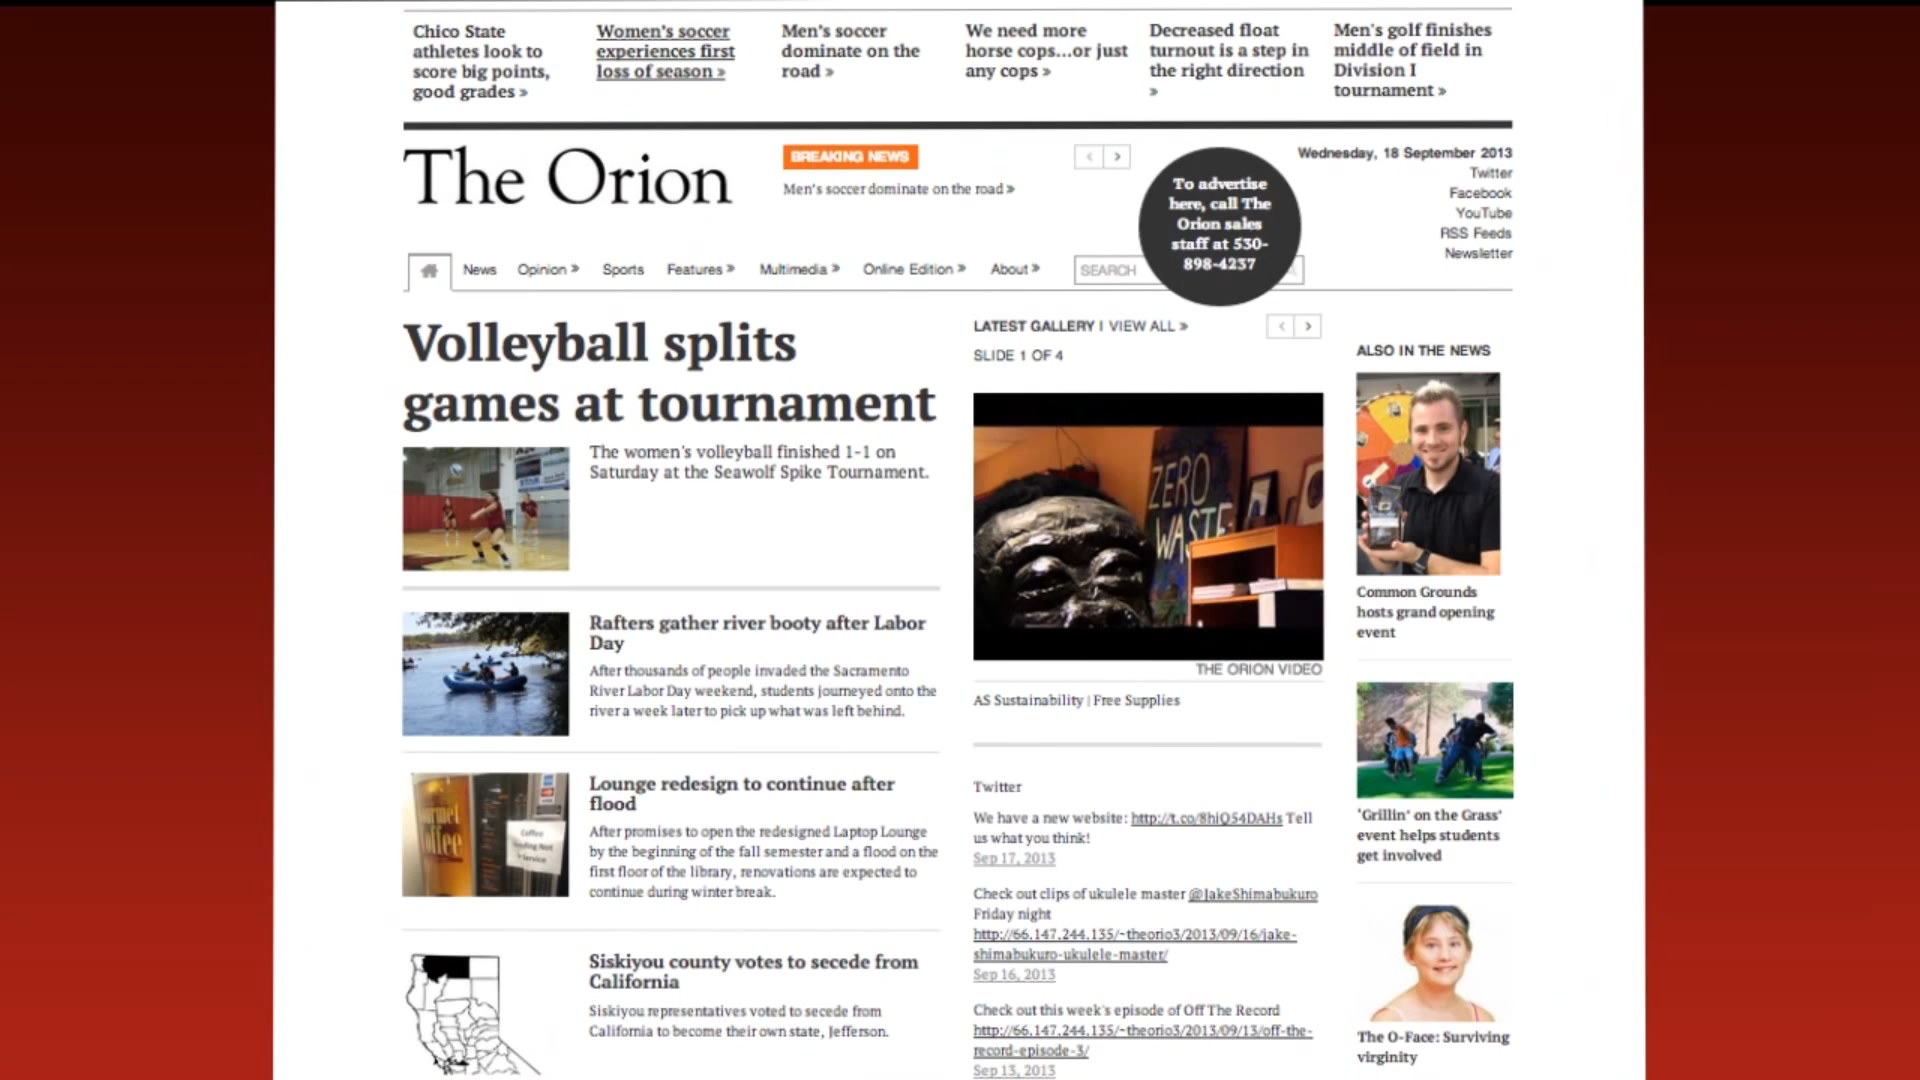 Chico State
athletes look to
score big points,
good grades »
Women's soccer
experiences first
loss of season »
Men's soccer
dominate on the
road »
We need more
horse cops...or just
any cops »
Decreased float
turnout is a step in
the right direction
»
Men's golf finishes
middle of field in
Division I
tournament »
The Orion
BREAKING NEWS
Men's soccer dominate on the road »
To advertise
here, call The
Orion sales
staff at 530-
898-4237
Wednesday, 18 September 2013
Twitter
Facebook
YouTube
RSS Feeds
Newsletter
News Opinion » Sports Features » Multimedia » Online Edition » About »
SEARCH
Volleyball splits
games at tournament
The women's volleyball finished 1-1 on
Saturday at the Seawolf Spike Tournament.
Rafters gather river booty after Labor
Day
After thousands of people invaded the Sacramento
River Labor Day weekend, students journeyed onto the
river a week later to pick up what was left behind.
Lounge redesign to continue after
flood
After promises to open the redesigned Laptop Lounge
by the beginning of the fall semester and a flood on the
first floor of the library, renovations are expected to
continue during winter break.
Coffee
Service
Siskiyou county votes to secede from
California
Siskiyou representatives voted to secede from
California to become their own state, Jefferson.
LATEST GALLERY | VIEW ALL »
SLIDE 1 OF 4
ZERO
WASTE
THE ORION VIDEO
AS Sustainability | Free Supplies
Twitter
We have a new website: http://t.co/8hiQ54DAHs Tell
us what you think!
Sep 17, 2013
Check out clips of ukulele master @JakeShimabukuro
Friday night
http://66.147.244.135/~theorio3/2013/09/16/jake-
shimabukuro-ukulele-master/
Sep 16, 2013
Check out this week's episode of Off The Record
http://66.147.244.135/~theorio3/2013/09/13/off-the-
record-episode-3/
Sep 13, 2013
ALSO IN THE NEWS
Common Grounds
hosts grand opening
event
'Grillin' on the Grass'
event helps students
get involved
The O-Face: Surviving
virginity